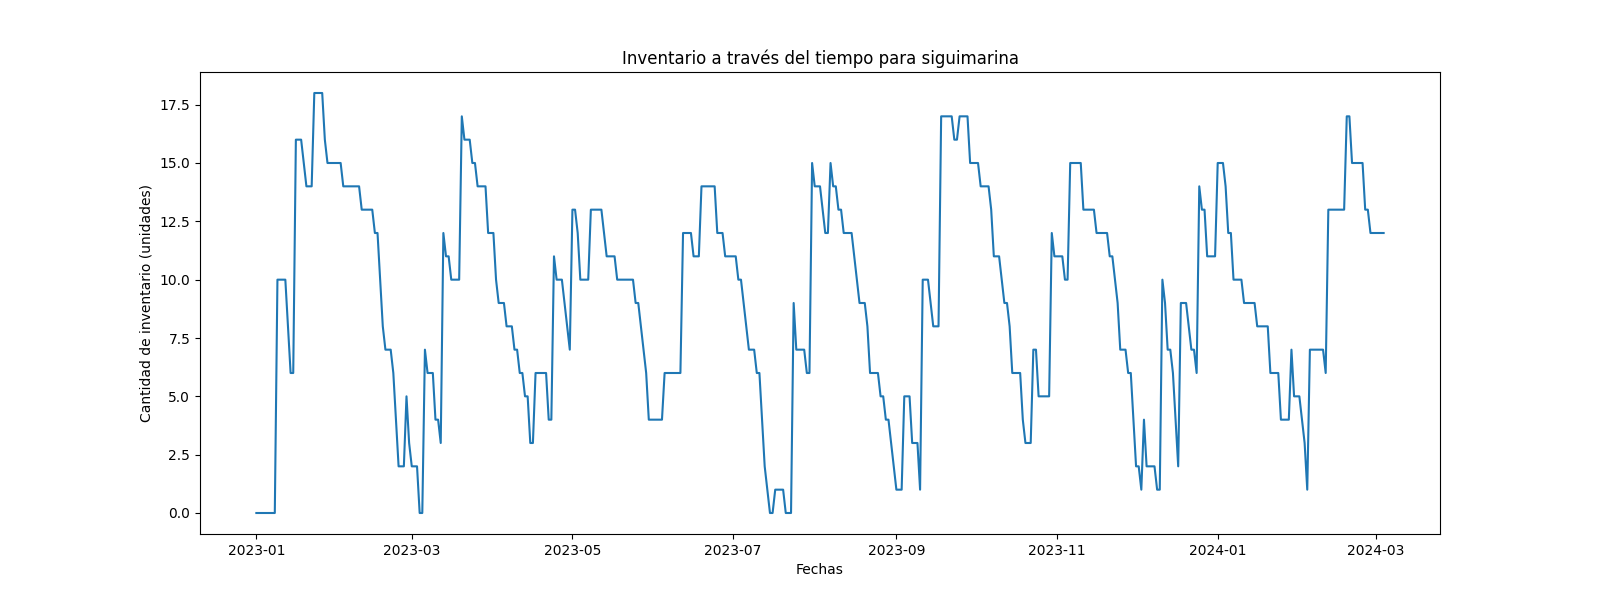 Inventario a través del tiempo para siguimarina
Cantidad de inventario (unidades)
17.5
15.0
12.5
10.0
7.5
5.0
2.5
0.0
2023-01 2023-03 2023-05 2023-07 2023-09 2023-11 2024-01 2024-03
Fechas